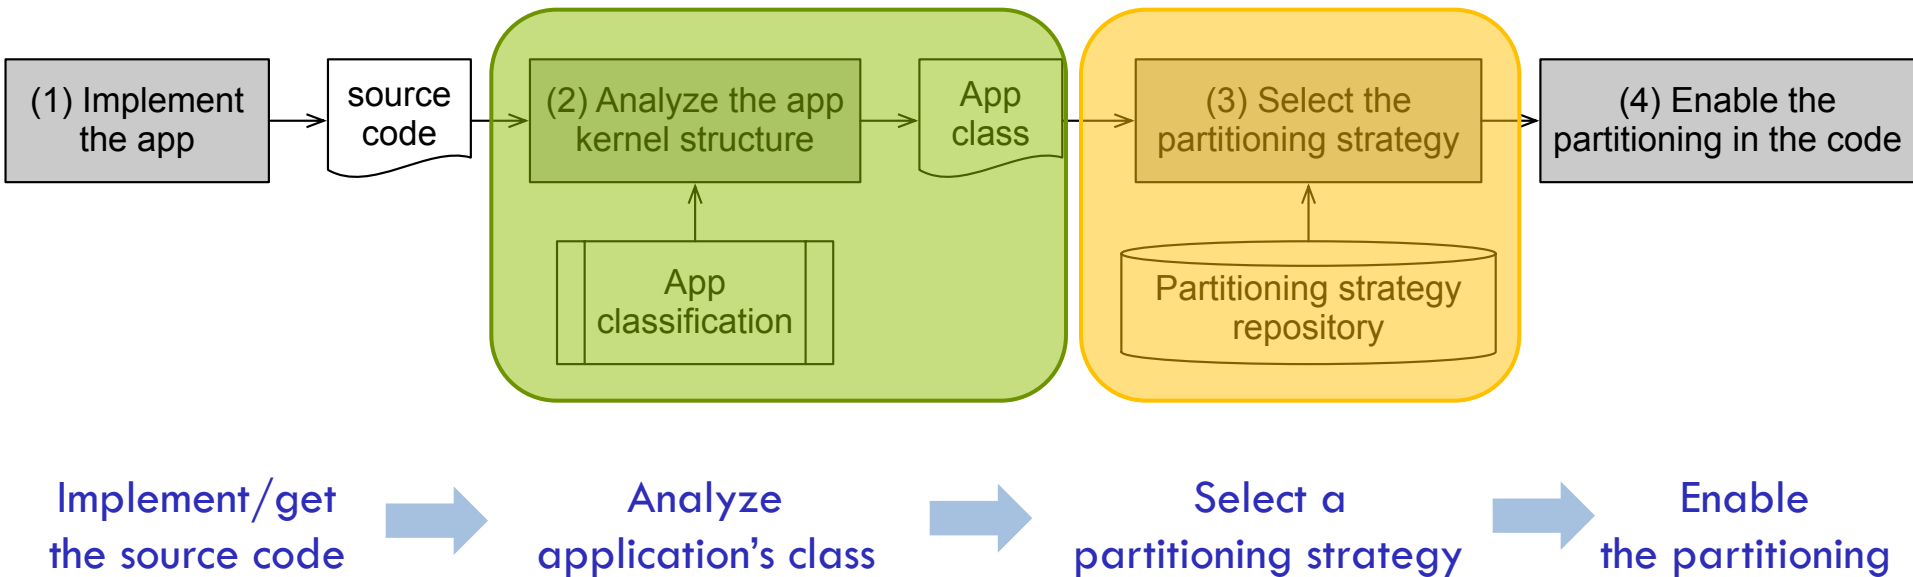 (1) Implement
the app
source
code
(2) Analyze the app
kernel structure
App
class
(3) Select the
partitioning strategy
(4) Enable the
partitioning in the code
App
classification
Partitioning strategy
repository
Implement/get
the source code
Analyze
application’s class
Select a
partitioning strategy
Enable
the partitioning